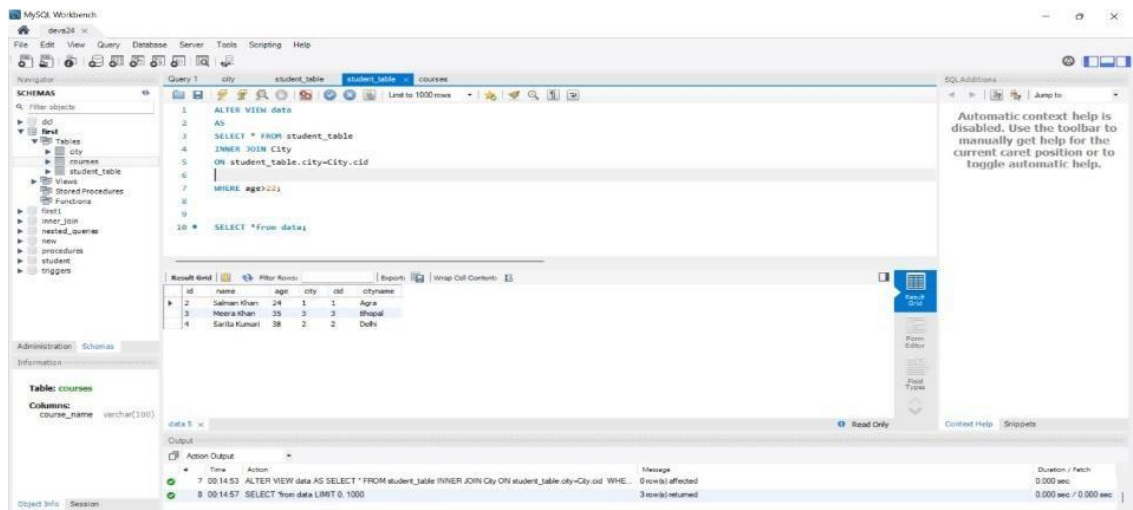 MySQL Workbench
deva24 ×
File Edit View Query Database Server Tools Scripting Help
Navigator
SCHEMAS
Filter objects
dcl
first
Tables
city
courses
student_table
Views
Stored Procedures
Functions
first1
inner_join
nested_queries
new
procedures
student
triggers
Administration Schemas
Information
Table: courses
Columns:
course_name varchar(100)
Object Info Session
Query 1 city student_table student_table × courses
Limit to 1000 rows
1 ALTER VIEW data
2 AS
3 SELECT * FROM student_table
4 INNER JOIN City
5 ON student_table.city=City.cid
6
7 WHERE age>22;
8
9
10 SELECT *from data;
Result Grid Filter Rows: Export: Wrap Cell Content:
id name age city cid cityname
2 Salman Khan 24 1 1 Agra
3 Meera Khan 35 3 3 Bhopal
4 Sarita Kumari 38 2 2 Delhi
Result Grid
Form Editor
Field Types
data 5 × Read Only
Output
Action Output
# Time Action Message Duration / Fetch
7 00:14:53 ALTER VIEW data AS SELECT * FROM student_table INNER JOIN City ON student_table.city=City.cid WHE... 0 row(s) affected 0.000 sec
8 00:14:57 SELECT *from data LIMIT 0, 1000 3 row(s) returned 0.000 sec / 0.000 sec
SQLAdditions
Jump to
Automatic context help is
disabled. Use the toolbar to
manually get help for the
current caret position or to
toggle automatic help.
Context Help Snippets